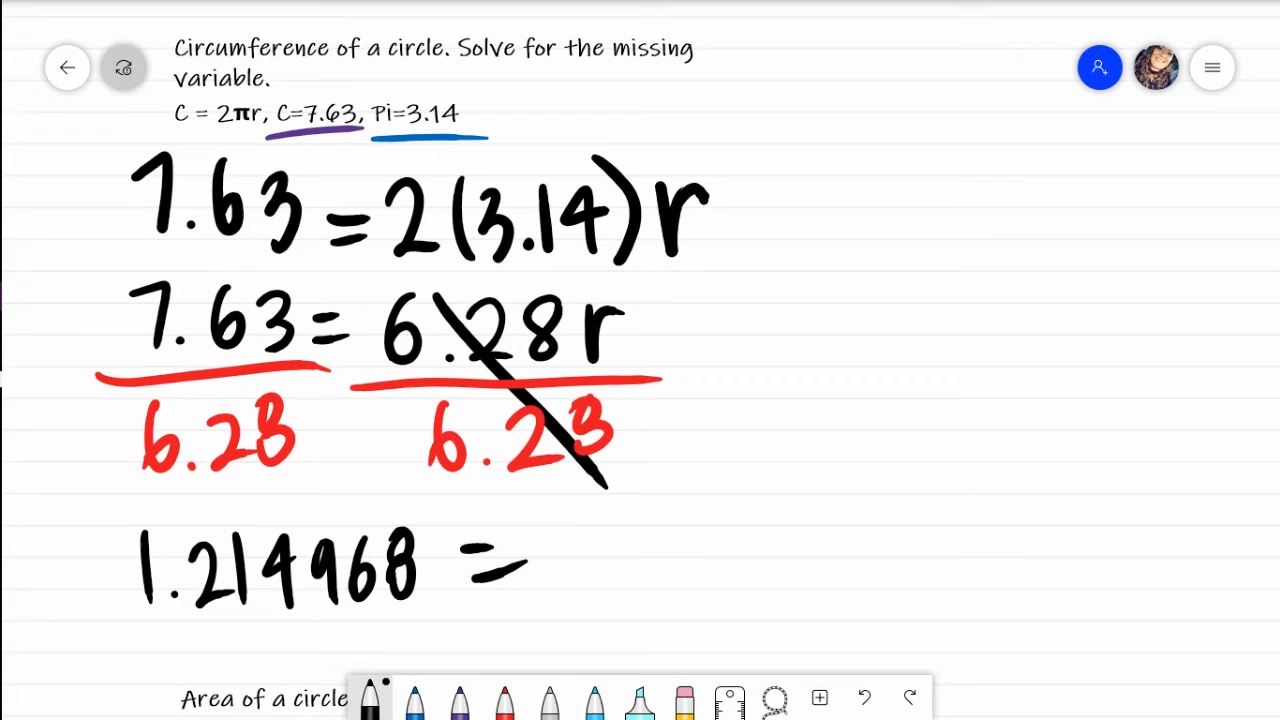 Circumference of a circle. Solve for the missing
variable.
C = 2πr, C=7.63, Pi=3.14
7.63 = 2(3.14)r
7.63 = 6.28r
6.28 6.28
1.214968 =
Area of a circle